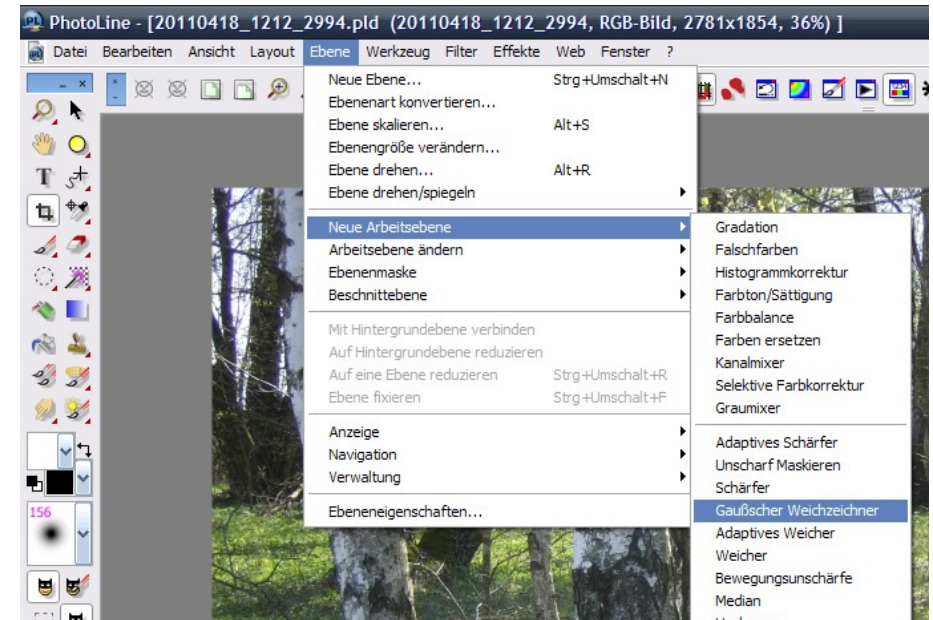 PhotoLine - [20110418_1212_2994.pld (20110418_1212_2994, RGB-Bild, 2781x1854, 36%) ]
Datei Bearbeiten Ansicht Layout Ebene Werkzeug Filter Effekte Web Fenster ?
Neue Ebene... Strg+Umschalt+N
Ebenenart konvertieren...
Ebene skalieren... Alt+S
Ebenengröße verändern...
Ebene drehen... Alt+R
Ebene drehen/spiegeln
Neue Arbeitsebene
Arbeitsebene ändern
Ebenenmaske
Beschnittebene
Mit Hintergrundebene verbinden
Auf Hintergrundebene reduzieren
Auf eine Ebene reduzieren Strg+Umschalt+R
Ebene fixieren Strg+Umschalt+F
Anzeige
Navigation
Verwaltung
Ebeneneigenschaften...
Gradation
Falschfarben
Histogrammkorrektur
Farbton/Sättigung
Farbbalance
Farben ersetzen
Kanalmixer
Selektive Farbkorrektur
Graumixer
Adaptives Schärfer
Unscharf Maskieren
Schärfer
Gaußscher Weichzeichner
Adaptives Weicher
Weicher
Bewegungsunschärfe
Median
T
156